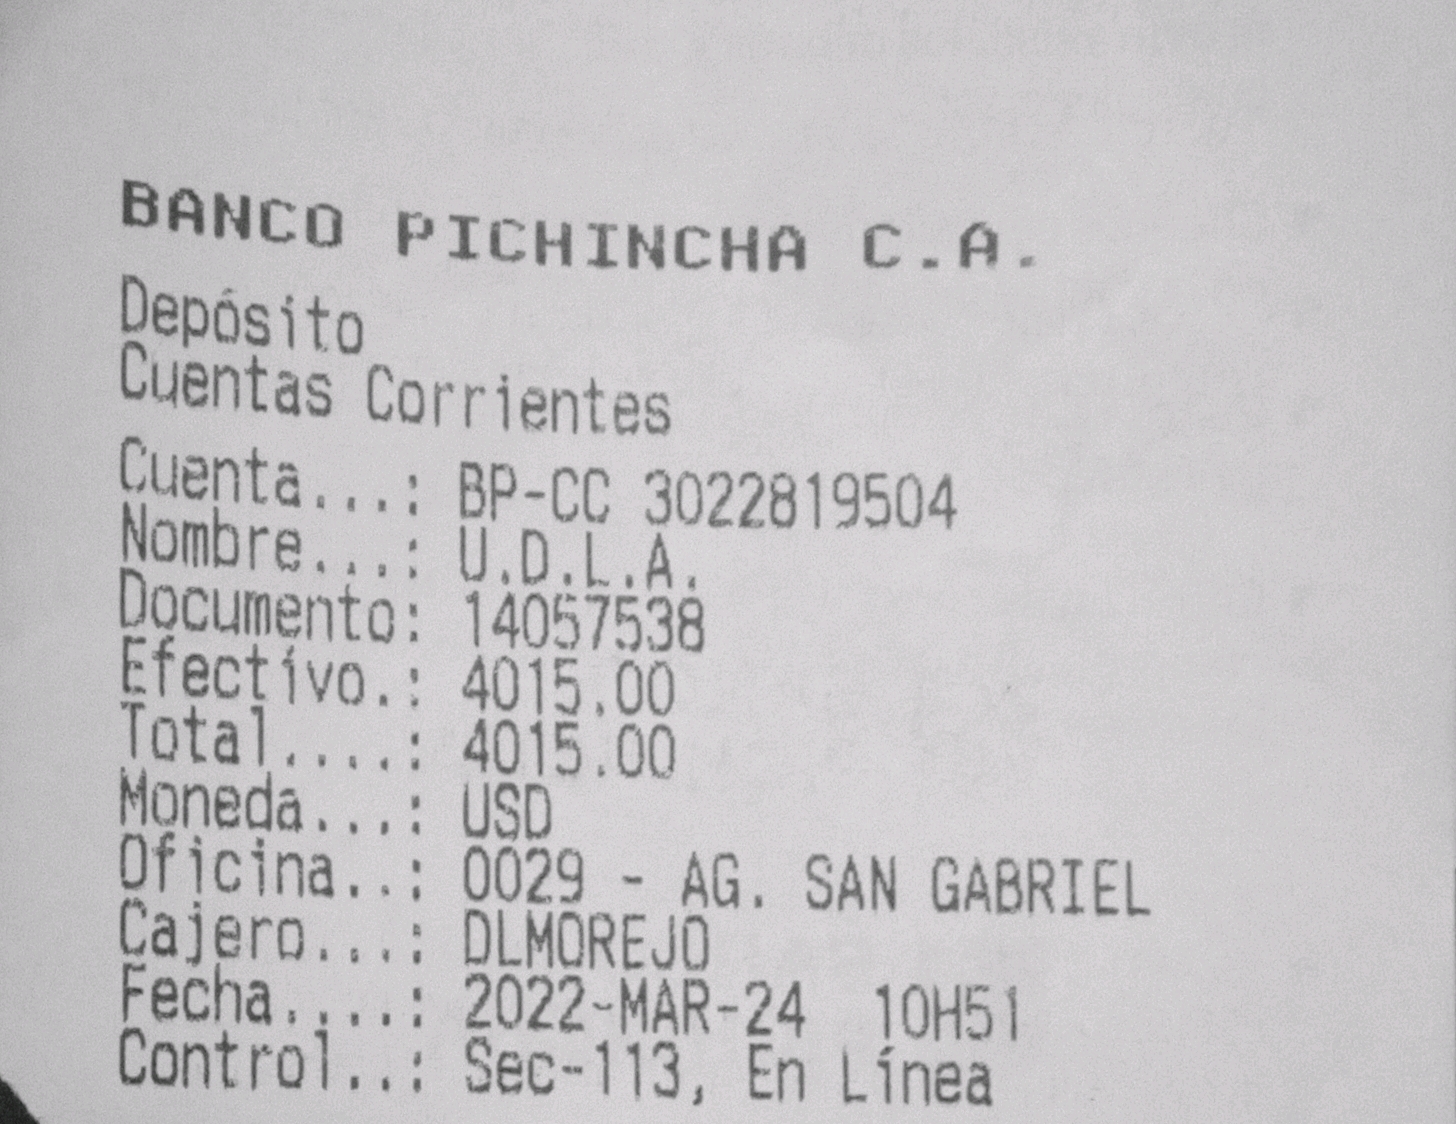 BANCO PICHINCHA C.A.
Depósito
Cuentas Corrientes
Cuenta...: BP-CC 3022819504
Nombre...: U.D.L.A.
Documento: 14057538
Efectivo.: 4015.00
Total....: 4015.00
Moneda...: USD
Oficina..: 0029 - AG. SAN GABRIEL
Cajero...: DLMOREJO
Fecha....: 2022-MAR-24 10H51
Control..: Sec-113, En Línea